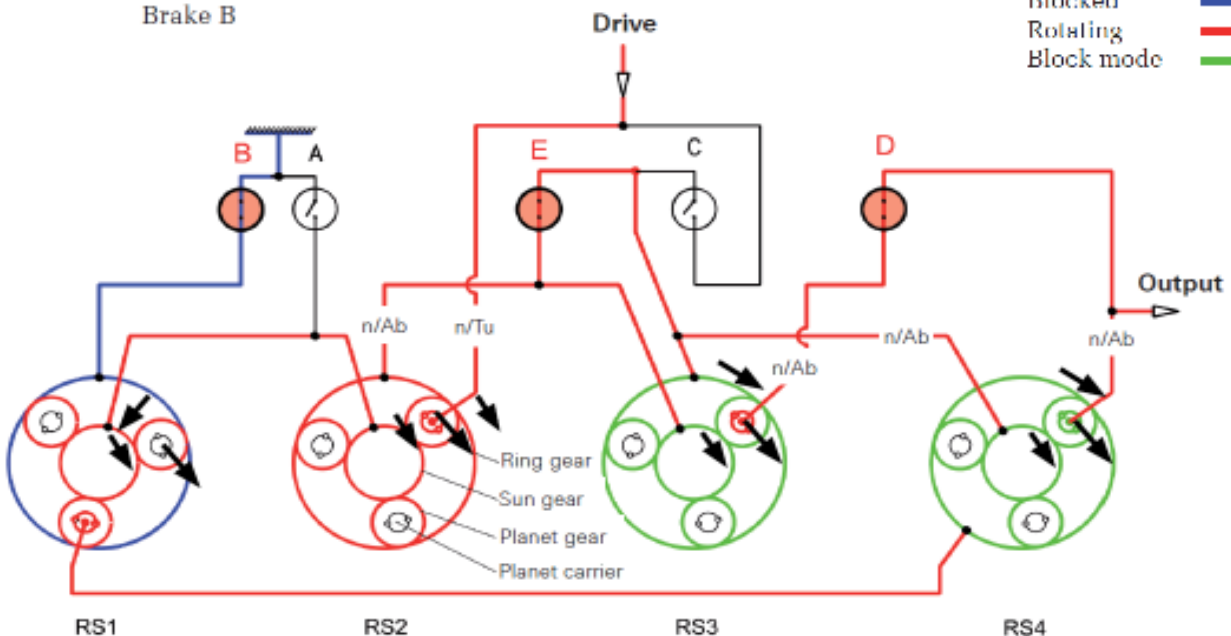 Brake B
Drive
Blocked
Rotating
Block mode
B
A
E
C
D
Output
n/Ab
n/Tu
n/Ab
n/Ab
n/Ab
Ring gear
Sun gear
Planet gear
Planet carrier
RS1
RS2
RS3
RS4